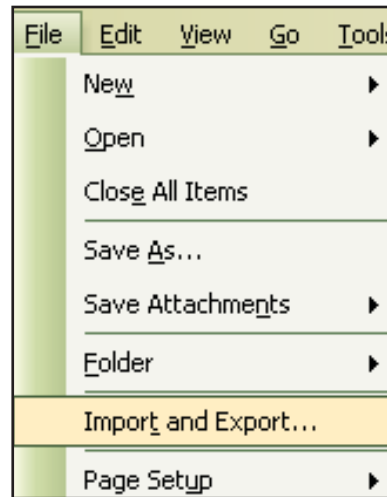 File Edit View Go Tools
New
Open
Close All Items
Save As...
Save Attachments
Folder
Import and Export...
Page Setup